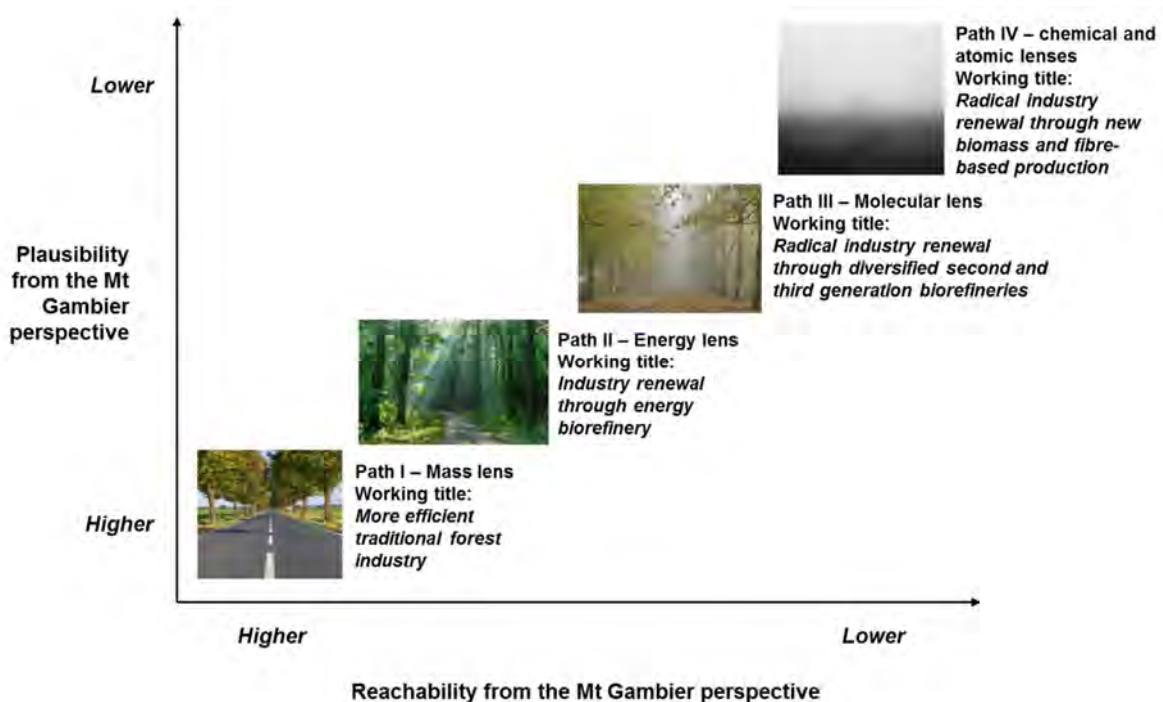 Path IV – chemical and
atomic lenses
Working title:
Radical industry
renewal through new
biomass and fibre-
based production
Lower
Path III – Molecular lens
Working title:
Radical industry renewal
through diversified second and
third generation biorefineries
Plausibility
from the Mt
Gambier
perspective
Path II – Energy lens
Working title:
Industry renewal
through energy
biorefinery
Path I – Mass lens
Working title:
More efficient
traditional forest
industry
Higher
Higher
Lower
Reachability from the Mt Gambier perspective